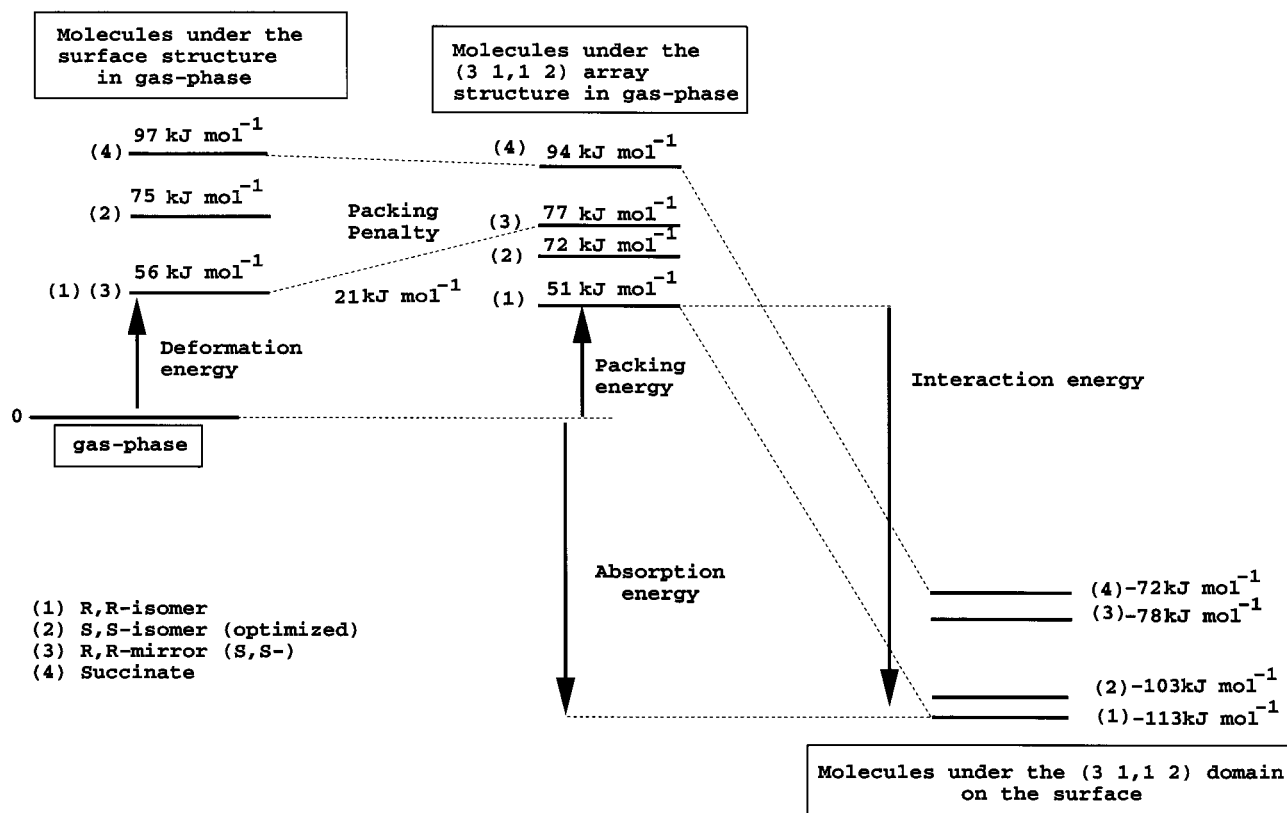 Molecules under the
surface structure
in gas-phase
Molecules under the
(3 1,1 2) array
structure in gas-phase
97 kJ mol⁻¹
(4)
(4) 94 kJ mol⁻¹
75 kJ mol⁻¹
(2)
Packing
Penalty
77 kJ mol⁻¹
(3)
72 kJ mol⁻¹
(2)
56 kJ mol⁻¹
(1) (3)
21kJ mol⁻¹
51 kJ mol⁻¹
(1)
Deformation
energy
Packing
energy
Interaction energy
0
gas-phase
Absorption
energy
(4)-72kJ mol⁻¹
(3)-78kJ mol⁻¹
(2)-103kJ mol⁻¹
(1)-113kJ mol⁻¹
(1) R,R-isomer
(2) S,S-isomer (optimized)
(3) R,R-mirror (S,S-)
(4) Succinate
Molecules under the (3 1,1 2) domain
on the surface